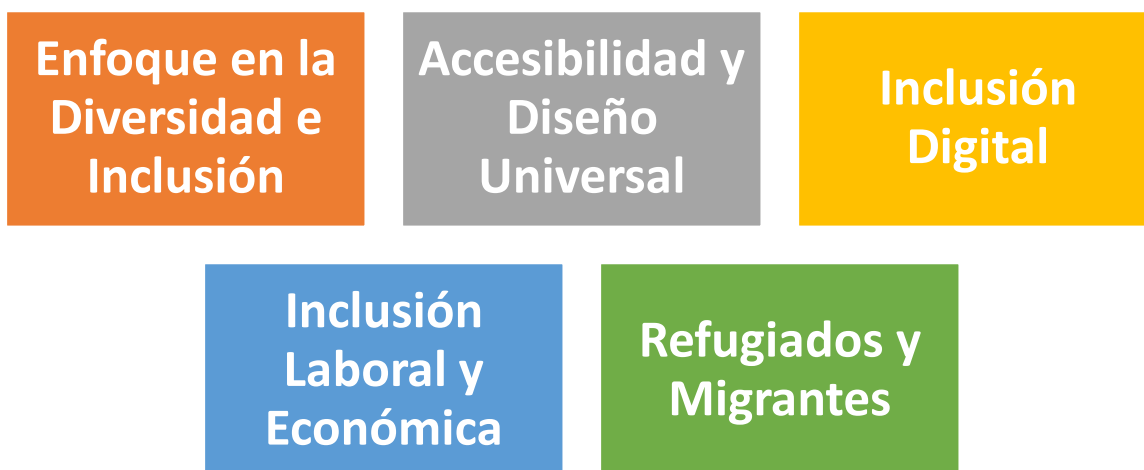 Enfoque en la
Diversidad e
Inclusión
Accesibilidad y
Diseño
Universal
Inclusión
Digital
Inclusión
Laboral y
Económica
Refugiados y
Migrantes